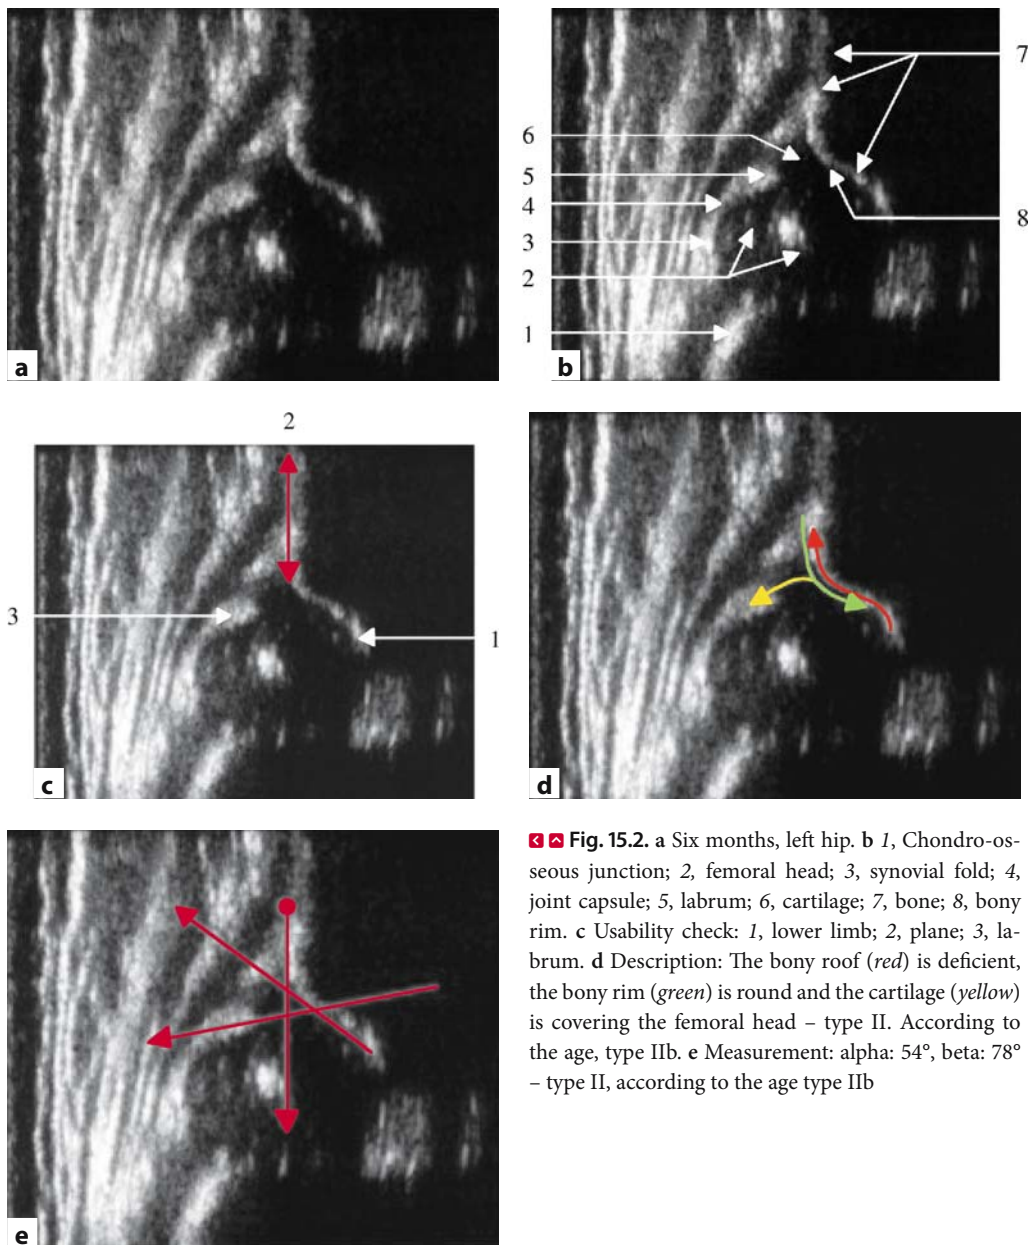 a
b
7
6
5
4
8
3
2
1
2
3
1
c
d
Fig. 15.2. a Six months, left hip. b 1, Chondro-os-
seous junction; 2, femoral head; 3, synovial fold; 4,
joint capsule; 5, labrum; 6, cartilage; 7, bone; 8, bony
rim. c Usability check: 1, lower limb; 2, plane; 3, la-
brum. d Description: The bony roof (red) is deficient,
the bony rim (green) is round and the cartilage (yellow)
is covering the femoral head – type II. According to
the age, type IIb. e Measurement: alpha: 54°, beta: 78°
– type II, according to the age type IIb
e